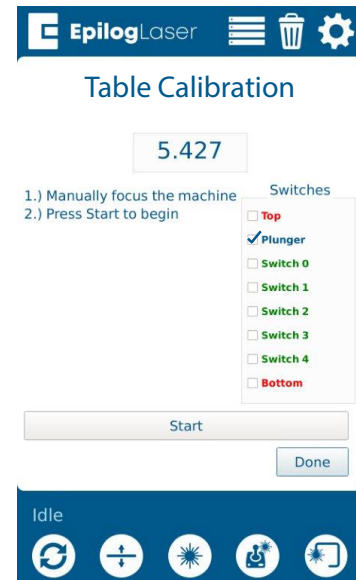 EpilogLaser
Table Calibration
5.427
1.) Manually focus the machine
2.) Press Start to begin
Switches
Top
Plunger
Switch 0
Switch 1
Switch 2
Switch 3
Switch 4
Bottom
Start
Done
Idle